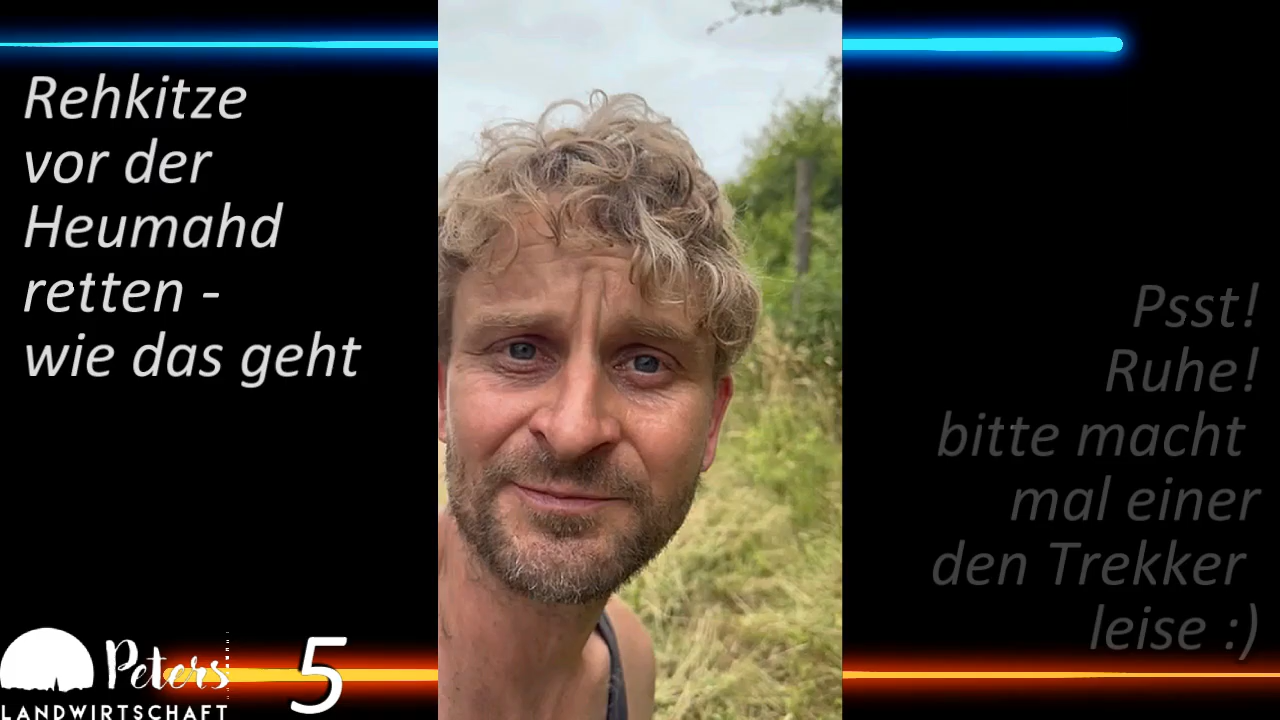 Rehkitze
vor der
Heumahd
retten -
wie das geht
Psst!
Ruhe!
bitte macht
mal einer
den Trekker
leise :)
Peters
LANDWIRTSCHAFT
5